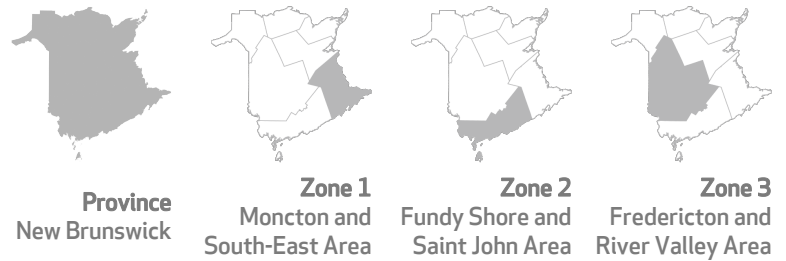 Province
New Brunswick
Zone 1
Moncton and
South-East Area
Zone 2
Fundy Shore and
Saint John Area
Zone 3
Fredericton and
River Valley Area